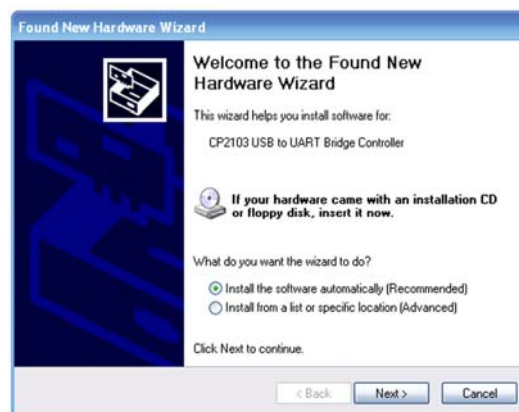 Found New Hardware Wizard
Welcome to the Found New
Hardware Wizard
This wizard helps you install software for:
CP2103 USB to UART Bridge Controller
If your hardware came with an installation CD
or floppy disk, insert it now.
What do you want the wizard to do?
Install the software automatically (Recommended)
Install from a list or specific location (Advanced)
Click Next to continue.
< Back
Next >
Cancel